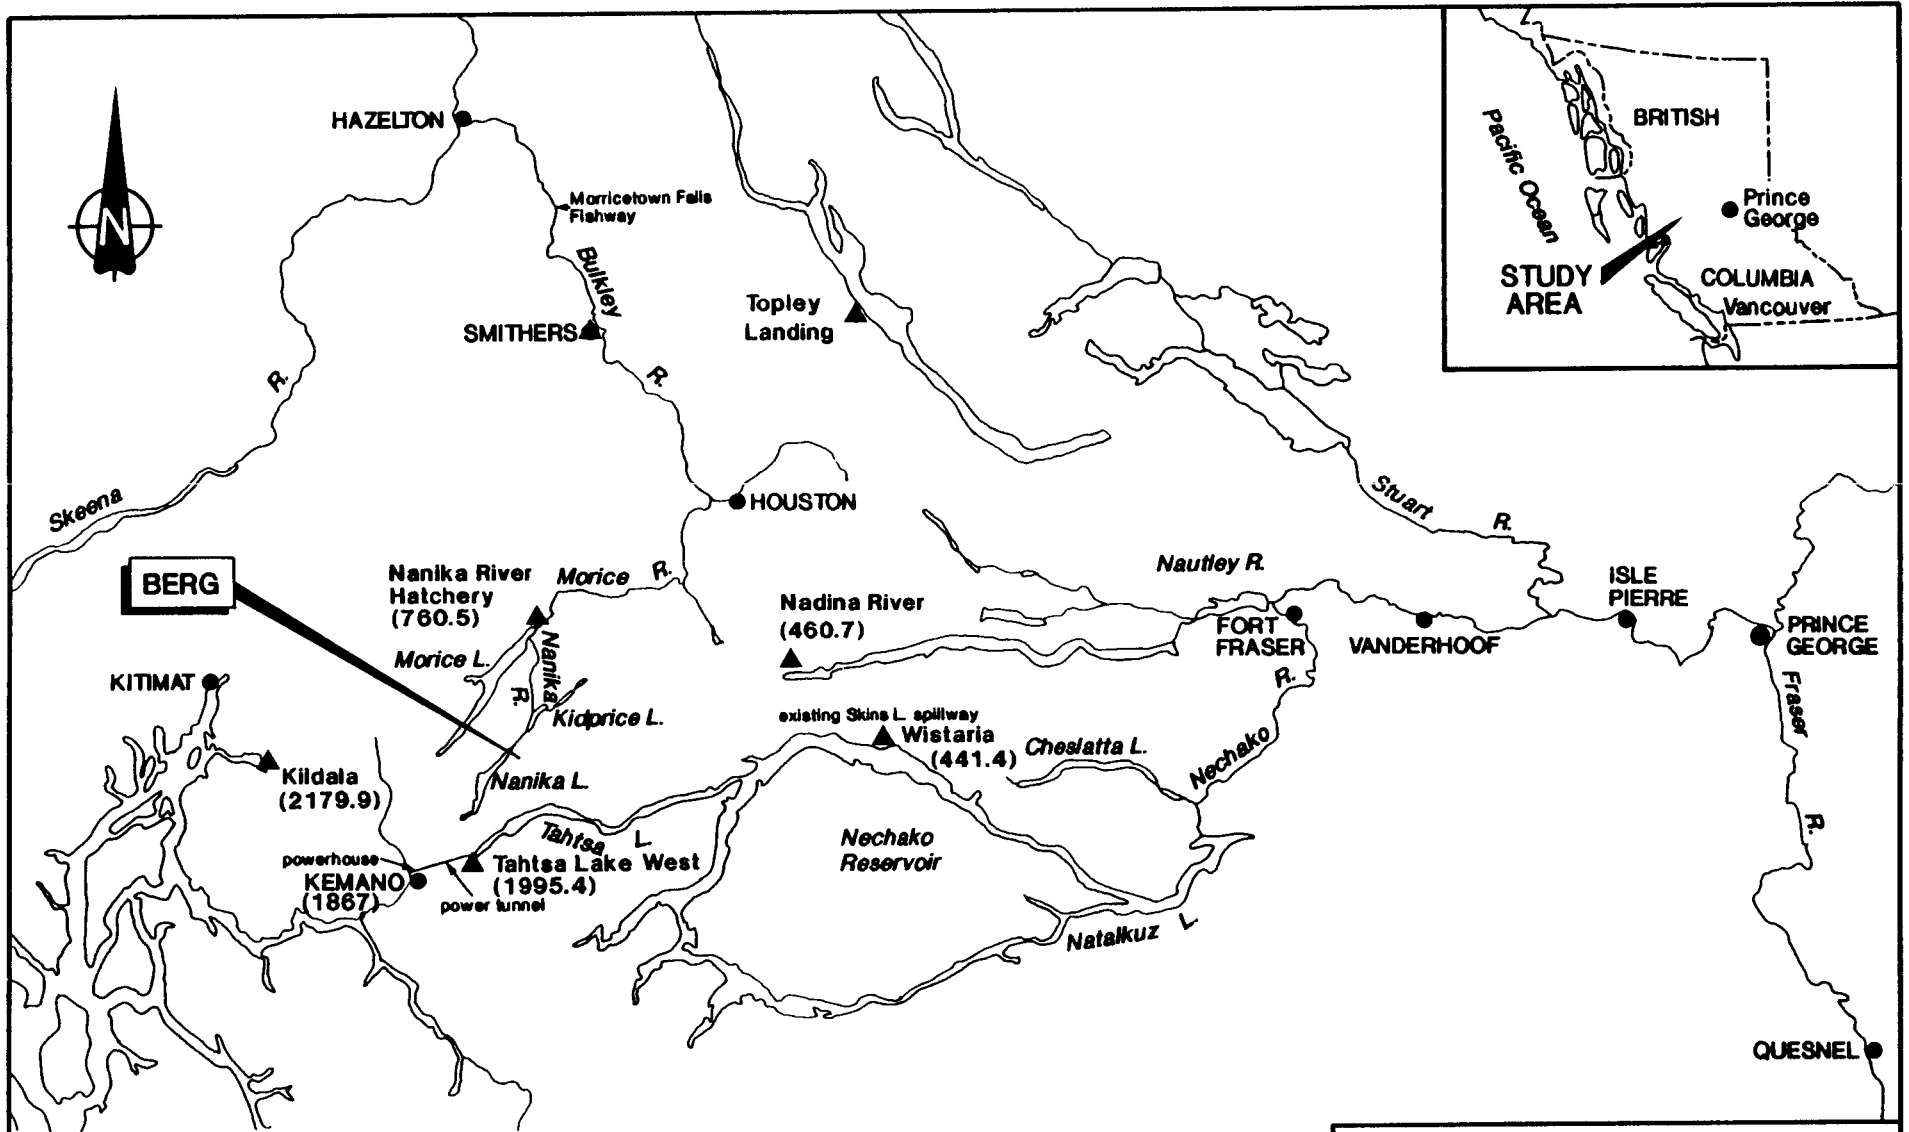 HAZELTON
Morricetown Falls
Fishway
Bulkley
R.
SMITHERS
Topley
Landing
R.
Skeena
HOUSTON
BRITISH
Pacific Ocean
Prince
George
STUDY
AREA
COLUMBIA
Vancouver
N
Stuart
R.
BERG
Nanika River
Hatchery
(760.5)
Morice
R.
Nautley R.
ISLE
PIERRE
Nadina River
(460.7)
FORT
FRASER
VANDERHOOF
PRINCE
GEORGE
Morice L.
Nanika
R.
KITIMAT
Kidprice L.
R.
Fraser
existing Skins L. spillway
Wistaria
(441.4)
Cheslatta L.
Nechako
Kildala
(2179.9)
Nanika L.
Tahtsa
L.
Nechako
Reservoir
R.
powerhouse
KEMANO
(1867)
Tahtsa Lake West
(1995.4)
power tunnel
Natalkuz
L.
QUESNEL